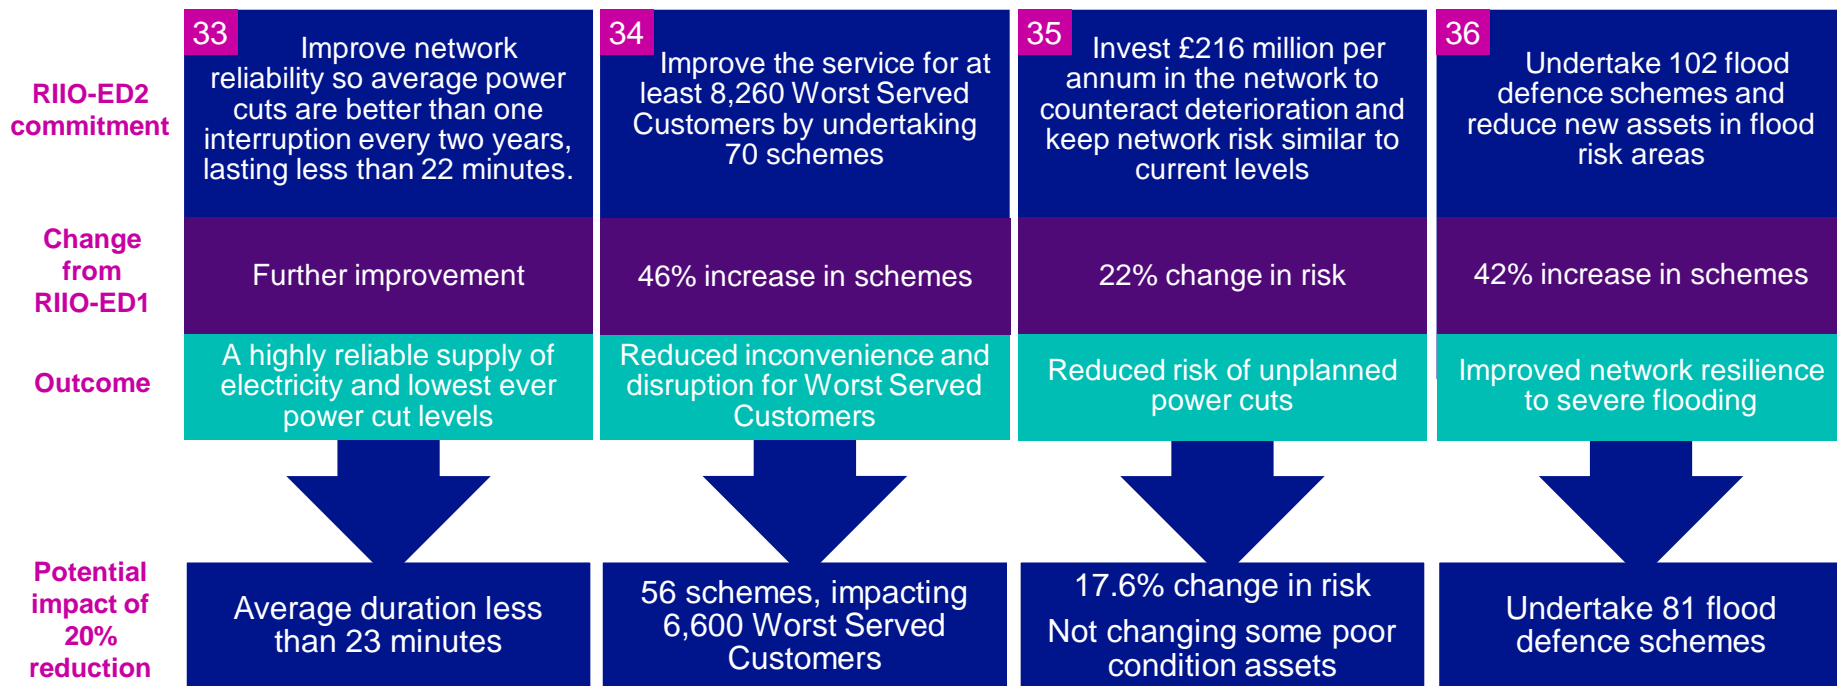 RIIO-ED2
commitment
33
Improve network
reliability so average power
cuts are better than one
interruption every two years,
lasting less than 22 minutes.
34
Improve the service for at
least 8,260 Worst Served
Customers by undertaking
70 schemes
35
Invest £216 million per
annum in the network to
counteract deterioration and
keep network risk similar to
current levels
36
Undertake 102 flood
defence schemes and
reduce new assets in flood
risk areas
Change
from
RIIO-ED1
Further improvement
46% increase in schemes
22% change in risk
42% increase in schemes
Outcome
A highly reliable supply of
electricity and lowest ever
power cut levels
Reduced inconvenience and
disruption for Worst Served
Customers
Reduced risk of unplanned
power cuts
Improved network resilience
to severe flooding
Potential
impact of
20%
reduction
Average duration less
than 23 minutes
56 schemes, impacting
6,600 Worst Served
Customers
17.6% change in risk
Not changing some poor
condition assets
Undertake 81 flood
defence schemes